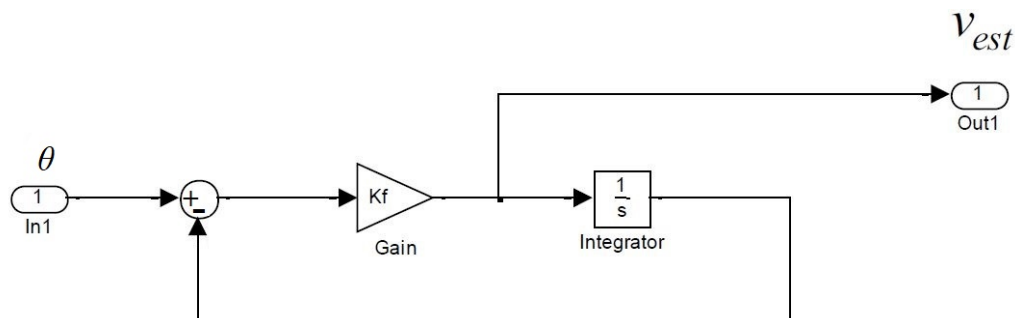 v_est
1
Out1
θ
1
In1
+
-
Kf
Gain
1
s
Integrator